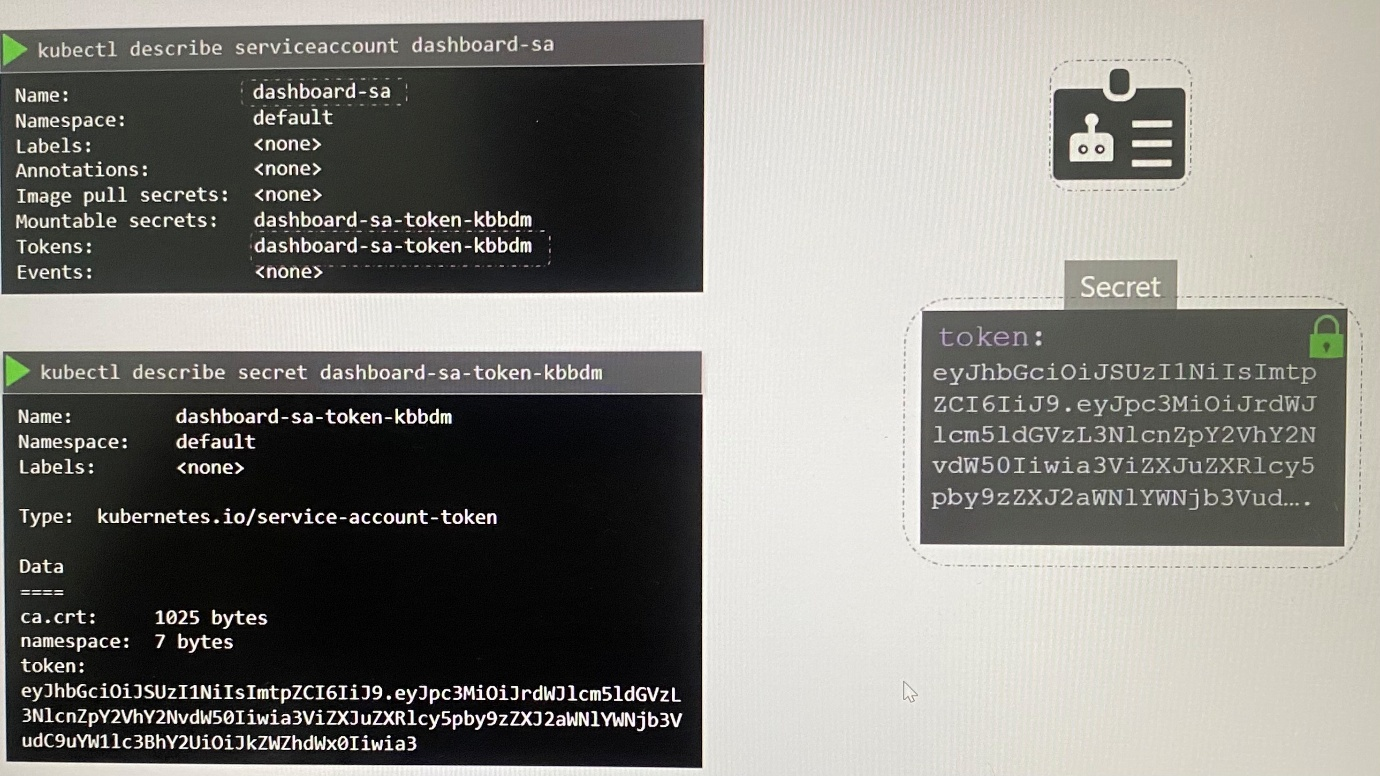 kubectl describe serviceaccount dashboard-sa
Name: dashboard-sa
Namespace: default
Labels: <none>
Annotations: <none>
Image pull secrets: <none>
Mountable secrets: dashboard-sa-token-kbbdm
Tokens: dashboard-sa-token-kbbdm
Events: <none>
kubectl describe secret dashboard-sa-token-kbbdm
Name: dashboard-sa-token-kbbdm
Namespace: default
Labels: <none>
Type: kubernetes.io/service-account-token
Data
====
ca.crt: 1025 bytes
namespace: 7 bytes
token:
eyJhbGciOiJSUzI1NiIsImtpZCI6IiJ9.eyJpc3MiOiJrdWJlcm5ldGVzL
3NlcnZpY2VhY2NvdW50Iiwia3ViZXJuZXRlcy5pby9zZXJ2aWNlYWNjb3V
udC9uYW1lc3BhY2UiOiJkZWZhdWx0Iiwia3
Secret
token:
eyJhbGciOiJSUzI1NiIsImtp
ZCI6IiJ9.eyJpc3MiOiJrdWJ
lcm5ldGVzL3NlcnZpY2VhY2N
vdW50Iiwia3ViZXJuZXRlcy5
pby9zZXJ2aWNlYWNjb3Vud….